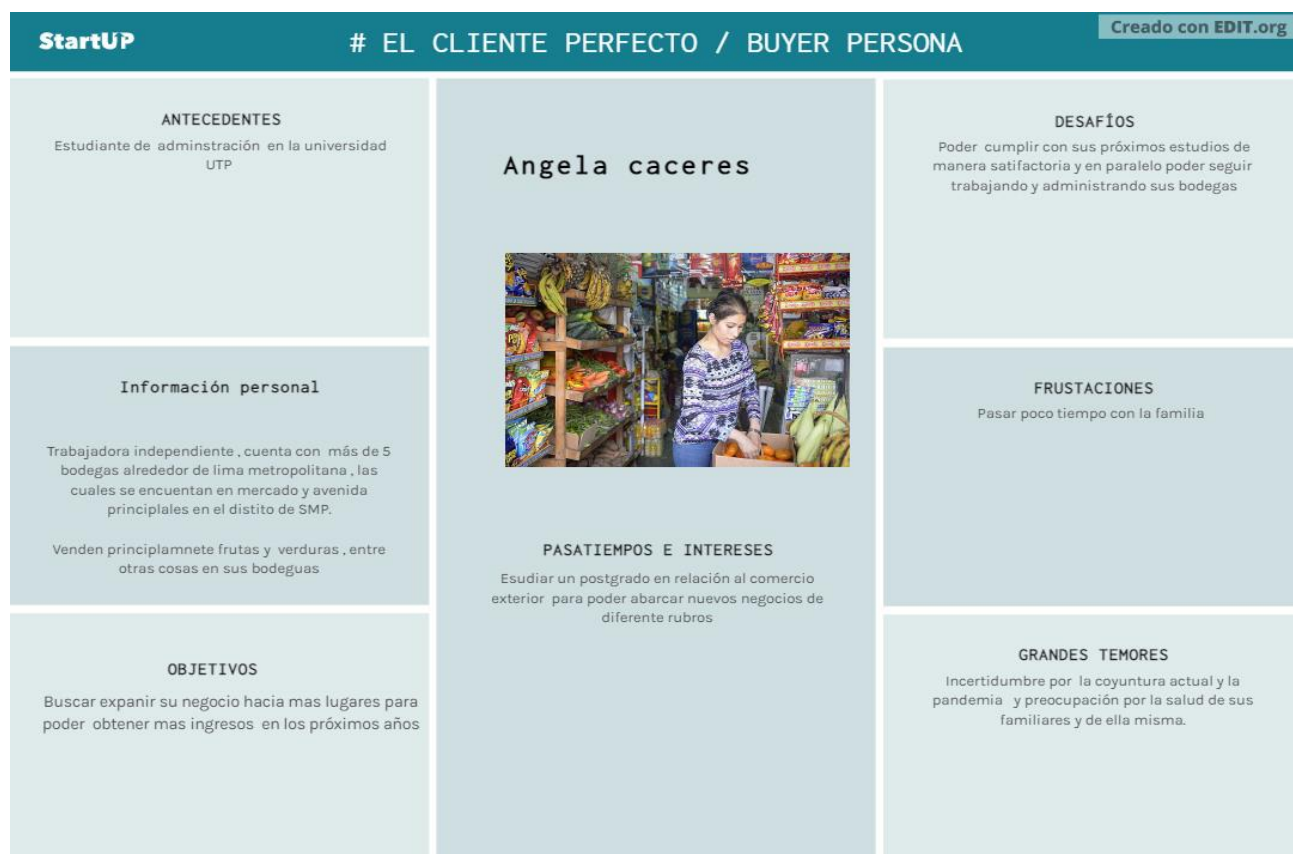 StartUP
# EL CLIENTE PERFECTO / BUYER PERSONA
Creado con EDIT.org
ANTECEDENTES
Estudiante de adminstración en la universidad
UTP
Información personal
Trabajadora independiente , cuenta con más de 5
bodegas alrededor de lima metropolitana , las
cuales se encuentan en mercado y avenida
principlales en el distito de SMP.
Venden principlamnete frutas y verduras , entre
otras cosas en sus bodeguas
OBJETIVOS
Buscar expanir su negocio hacia mas lugares para
poder obtener mas ingresos en los próximos años
Angela caceres
PASATIEMPOS E INTERESES
Esudiar un postgrado en relación al comercio
exterior para poder abarcar nuevos negocios de
diferente rubros
DESAFÍOS
Poder cumplir con sus próximos estudios de
manera satifactoria y en paralelo poder seguir
trabajando y administrando sus bodegas
FRUSTACIONES
Pasar poco tiempo con la familia
GRANDES TEMORES
Incertidumbre por la coyuntura actual y la
pandemia y preocupación por la salud de sus
familiares y de ella misma.